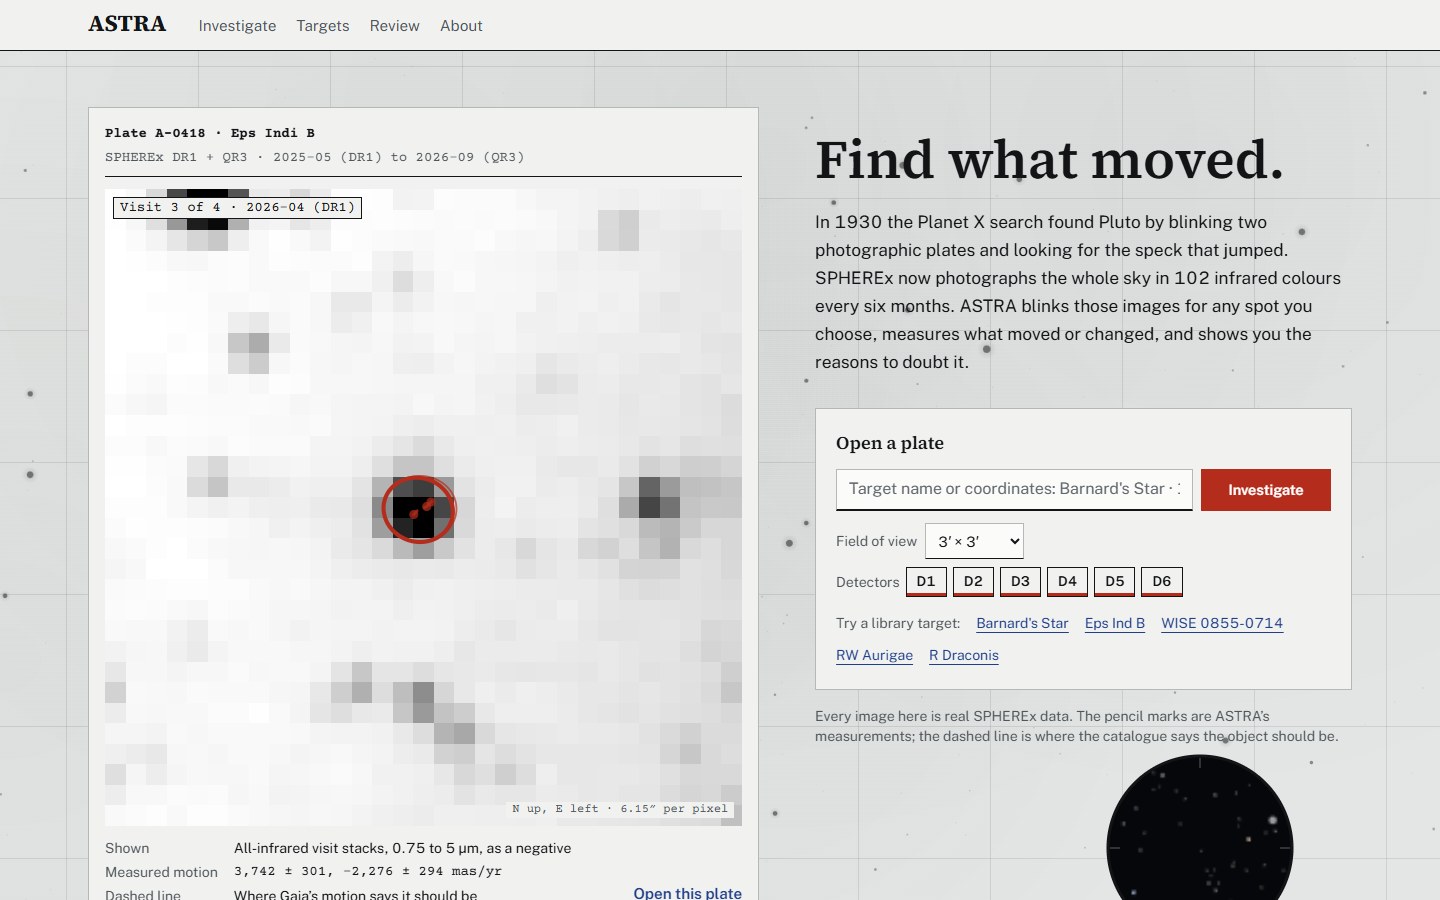 ASTRA
Investigate Targets Review About
Plate A-0418 · Eps Indi B
SPHEREx DR1 + QR3 · 2025-05 (DR1) to 2026-09 (QR3)
Visit 3 of 4 · 2026-04 (DR1)
N up, E left · 6.15″ per pixel
Shown All-infrared visit stacks, 0.75 to 5 µm, as a negative
Measured motion 3,742 ± 301, −2,276 ± 294 mas/yr
Dashed line Where Gaia's motion says it should be
Open this plate
Find what moved.
In 1930 the Planet X search found Pluto by blinking two
photographic plates and looking for the speck that jumped.
SPHEREx now photographs the whole sky in 102 infrared colours
every six months. ASTRA blinks those images for any spot you
choose, measures what moved or changed, and shows you the
reasons to doubt it.
Open a plate
Target name or coordinates: Barnard's Star ·
Investigate
Field of view 3′ × 3′
Detectors D1 D2 D3 D4 D5 D6
Try a library target: Barnard's Star Eps Ind B WISE 0855-0714
RW Aurigae R Draconis
Every image here is real SPHEREx data. The pencil marks are ASTRA's
measurements; the dashed line is where the catalogue says the object should be.